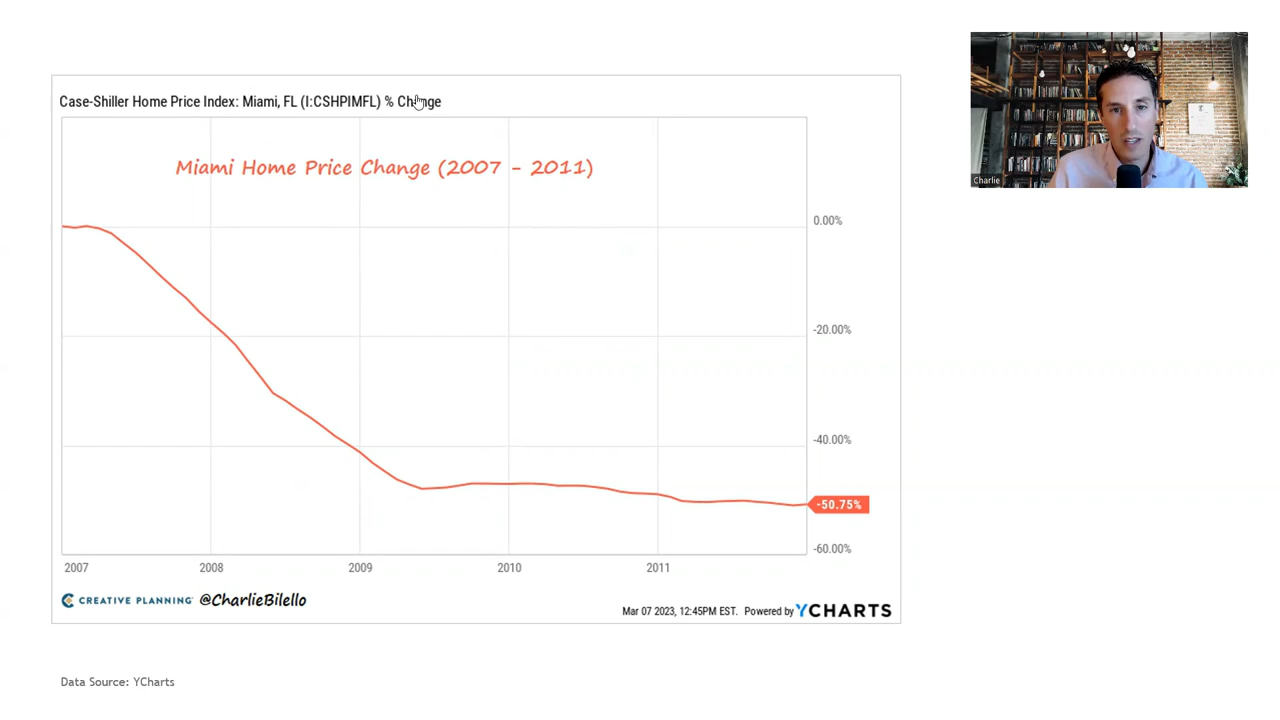 Case-Shiller Home Price Index: Miami, FL (I:CSHPIMFL) % Change
Miami Home Price Change (2007 - 2011)
Charlie
0.00%
-20.00%
-40.00%
-50.75%
-60.00%
2007 2008 2009 2010 2011
CREATIVE PLANNING @CharlieBilello
Mar 07 2023, 12:45PM EST. Powered by YCHARTS
Data Source: YCharts